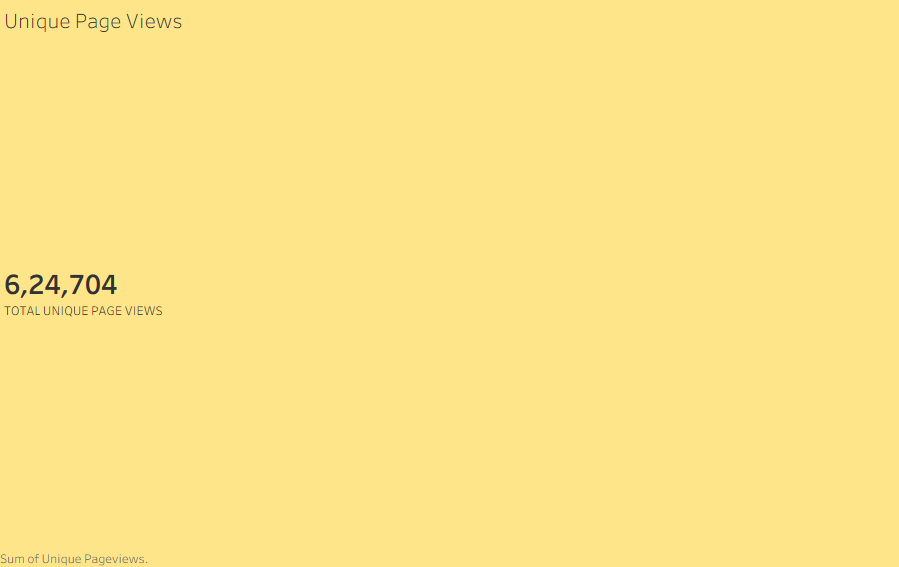 Unique Page Views
6,24,704
TOTAL UNIQUE PAGE VIEWS
Sum of Unique Pageviews.